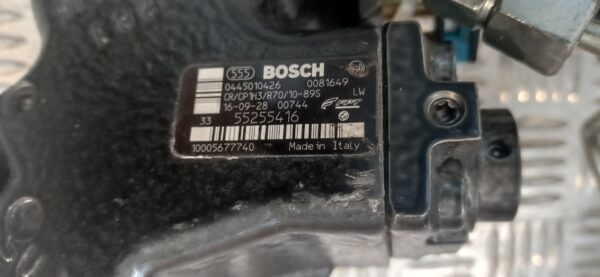 555 BOSCH
0445010426 0081649
CR/CP1H3/R70/10-89S LW
16-09-28 00744 FPT
33 55255416
10005677740 Made in Italy